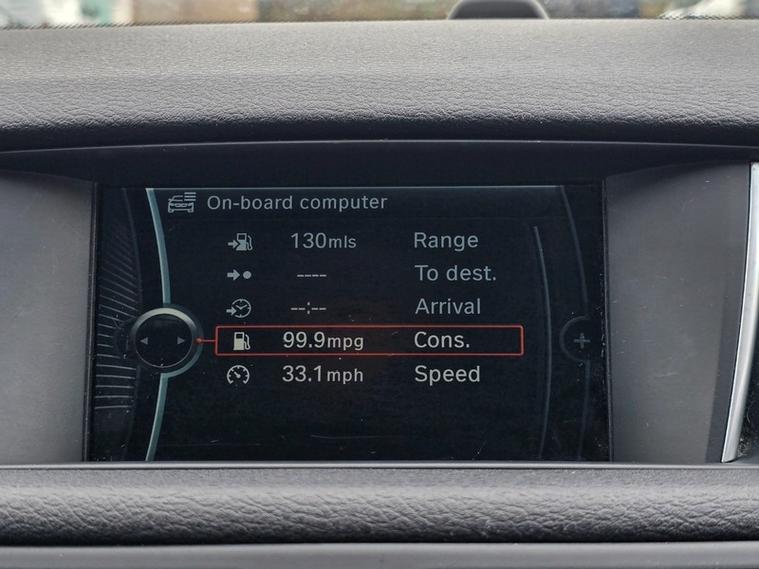 On-board computer
130mls Range
---- To dest.
--:-- Arrival
99.9mpg Cons.
33.1mph Speed